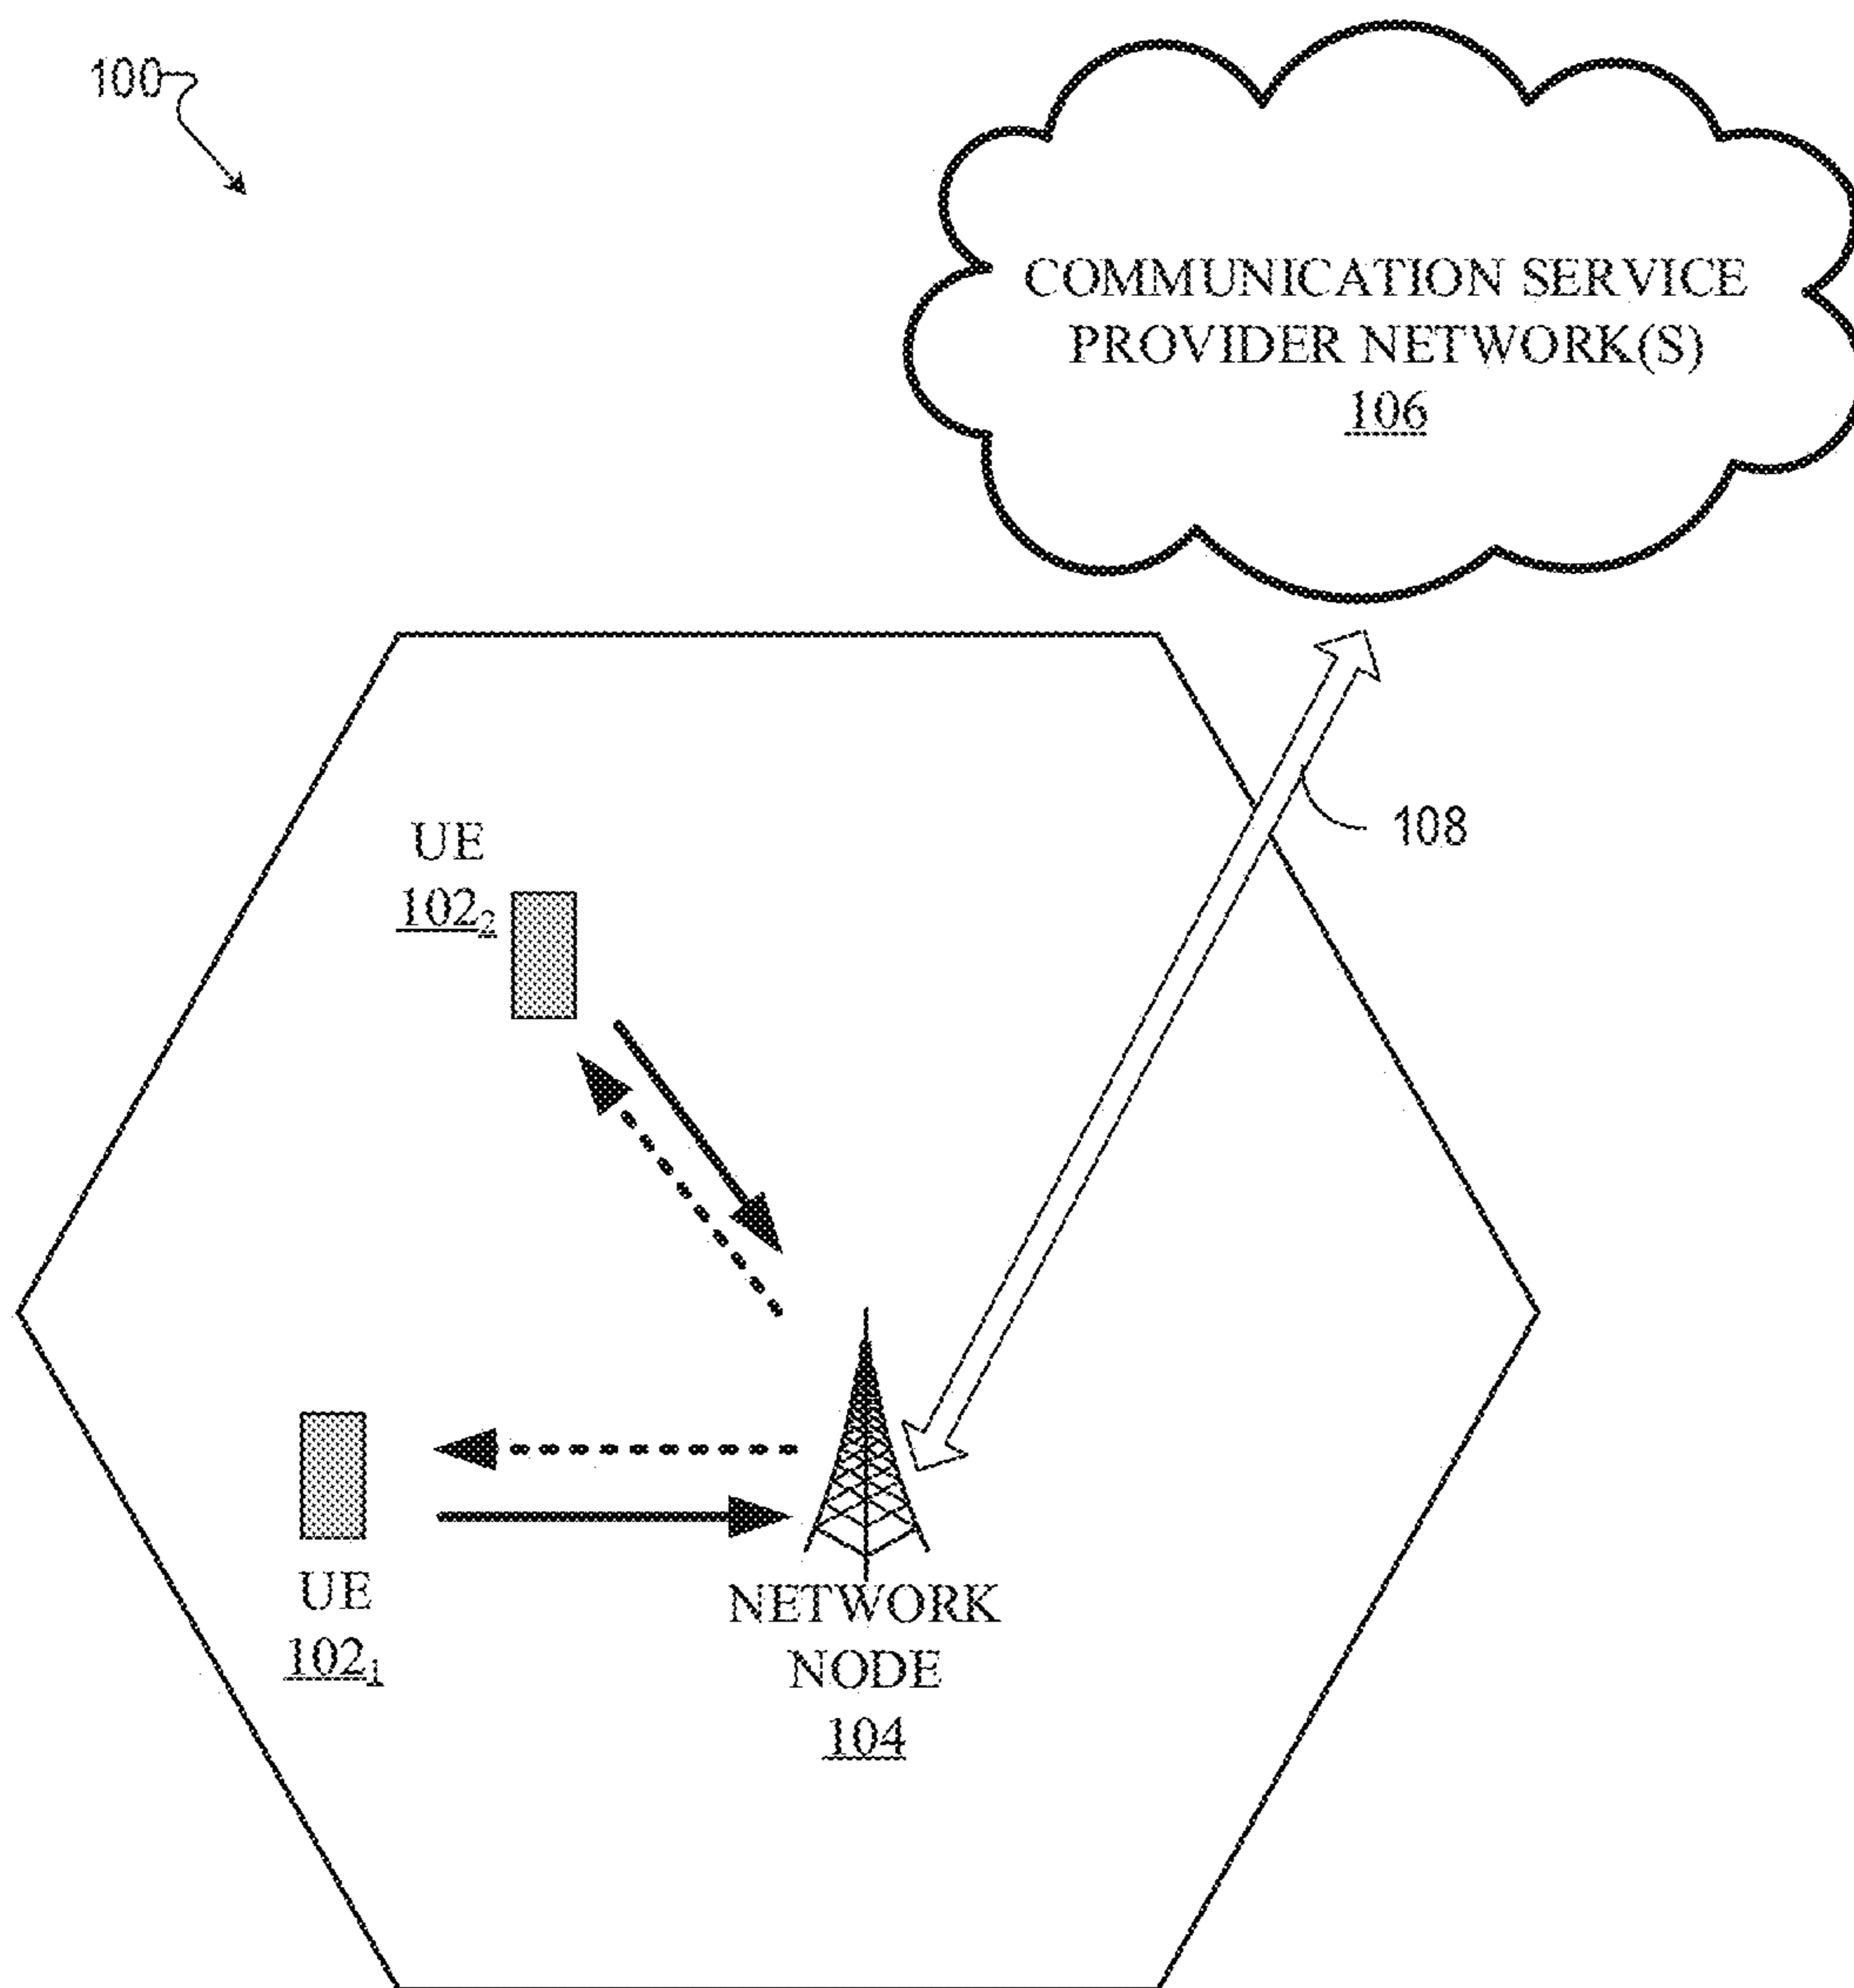 100
COMMUNICATION SERVICE
PROVIDER NETWORK(S)
106
108
UE
102₂
UE
102₁
NETWORK
NODE
104